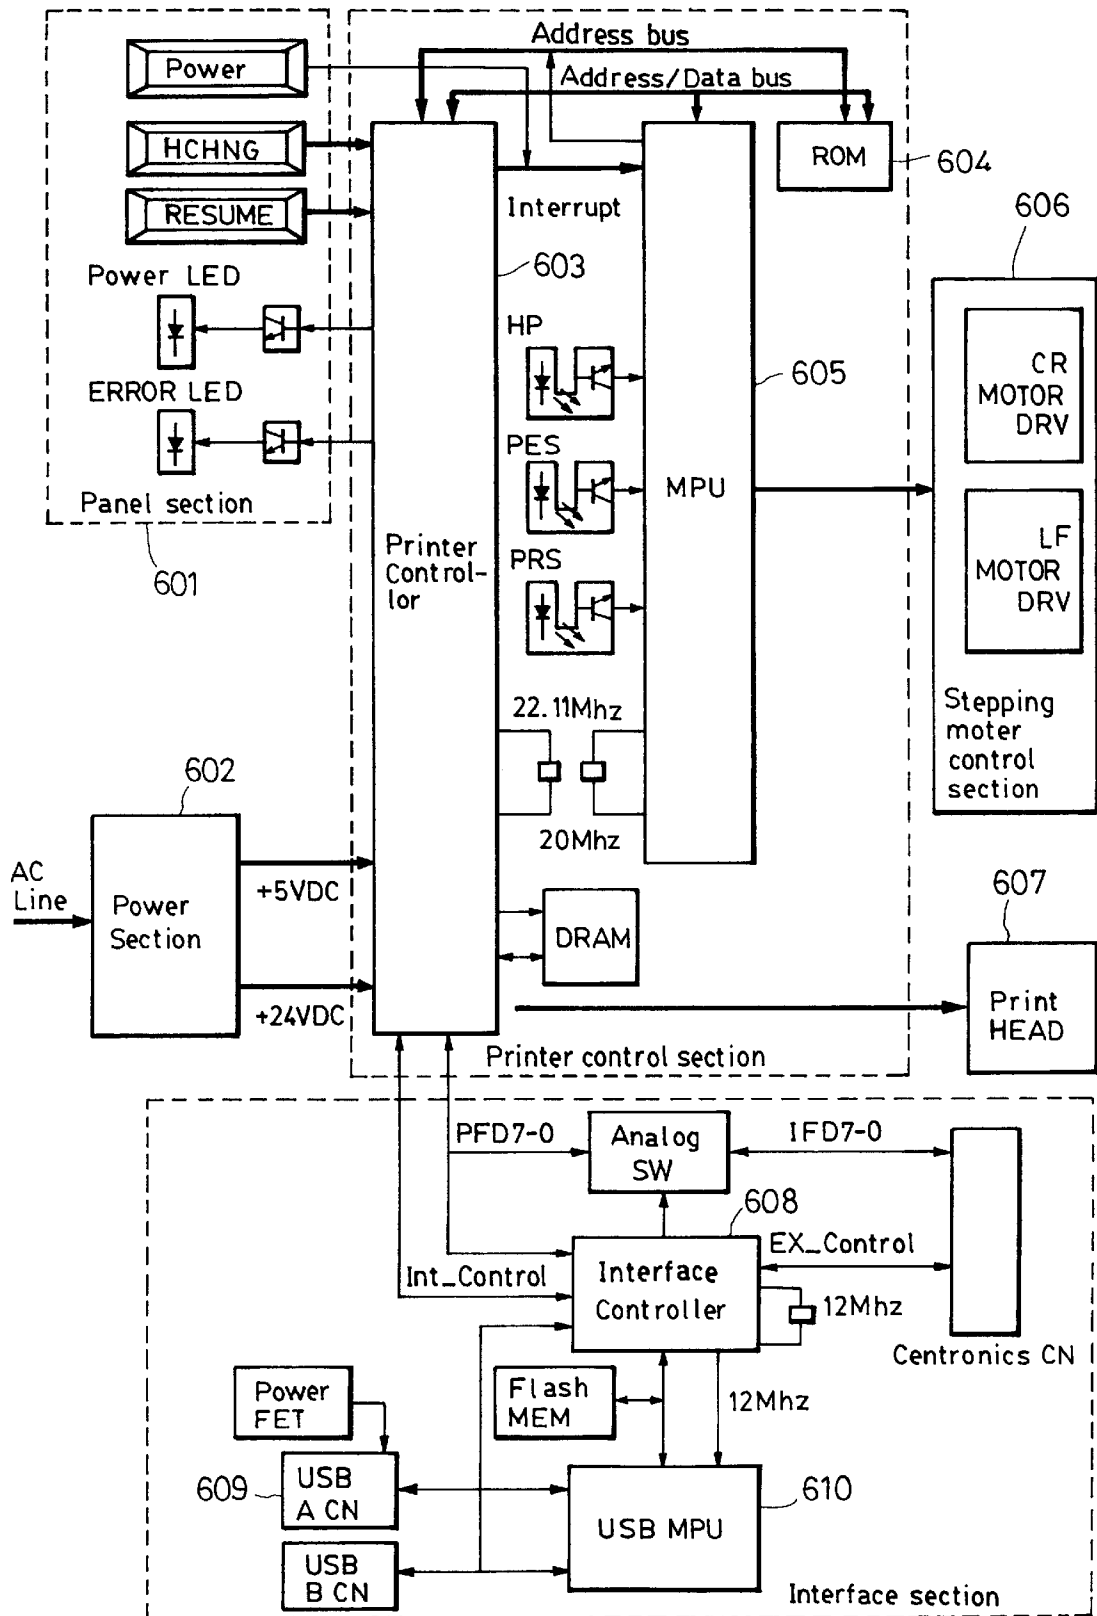 Address bus
Power
Address/Data bus
HCHNG
ROM
604
RESUME
Interrupt
606
603
Power LED
HP
CR
MOTOR
DRV
605
ERROR LED
PES
MPU
Panel section
601
Printer
Control-
lor
PRS
LF
MOTOR
DRV
22.11Mhz
Stepping
moter
control
section
602
20Mhz
AC
Line
+5VDC
607
Power
Section
DRAM
+24VDC
Print
HEAD
Printer control section
PFD7-0
Analog
SW
IFD7-0
608
EX_Control
Int_Control
Interface
Controller
12Mhz
Centronics CN
Power
FET
Flash
MEM
12Mhz
609
USB
A CN
610
USB MPU
USB
B CN
Interface section